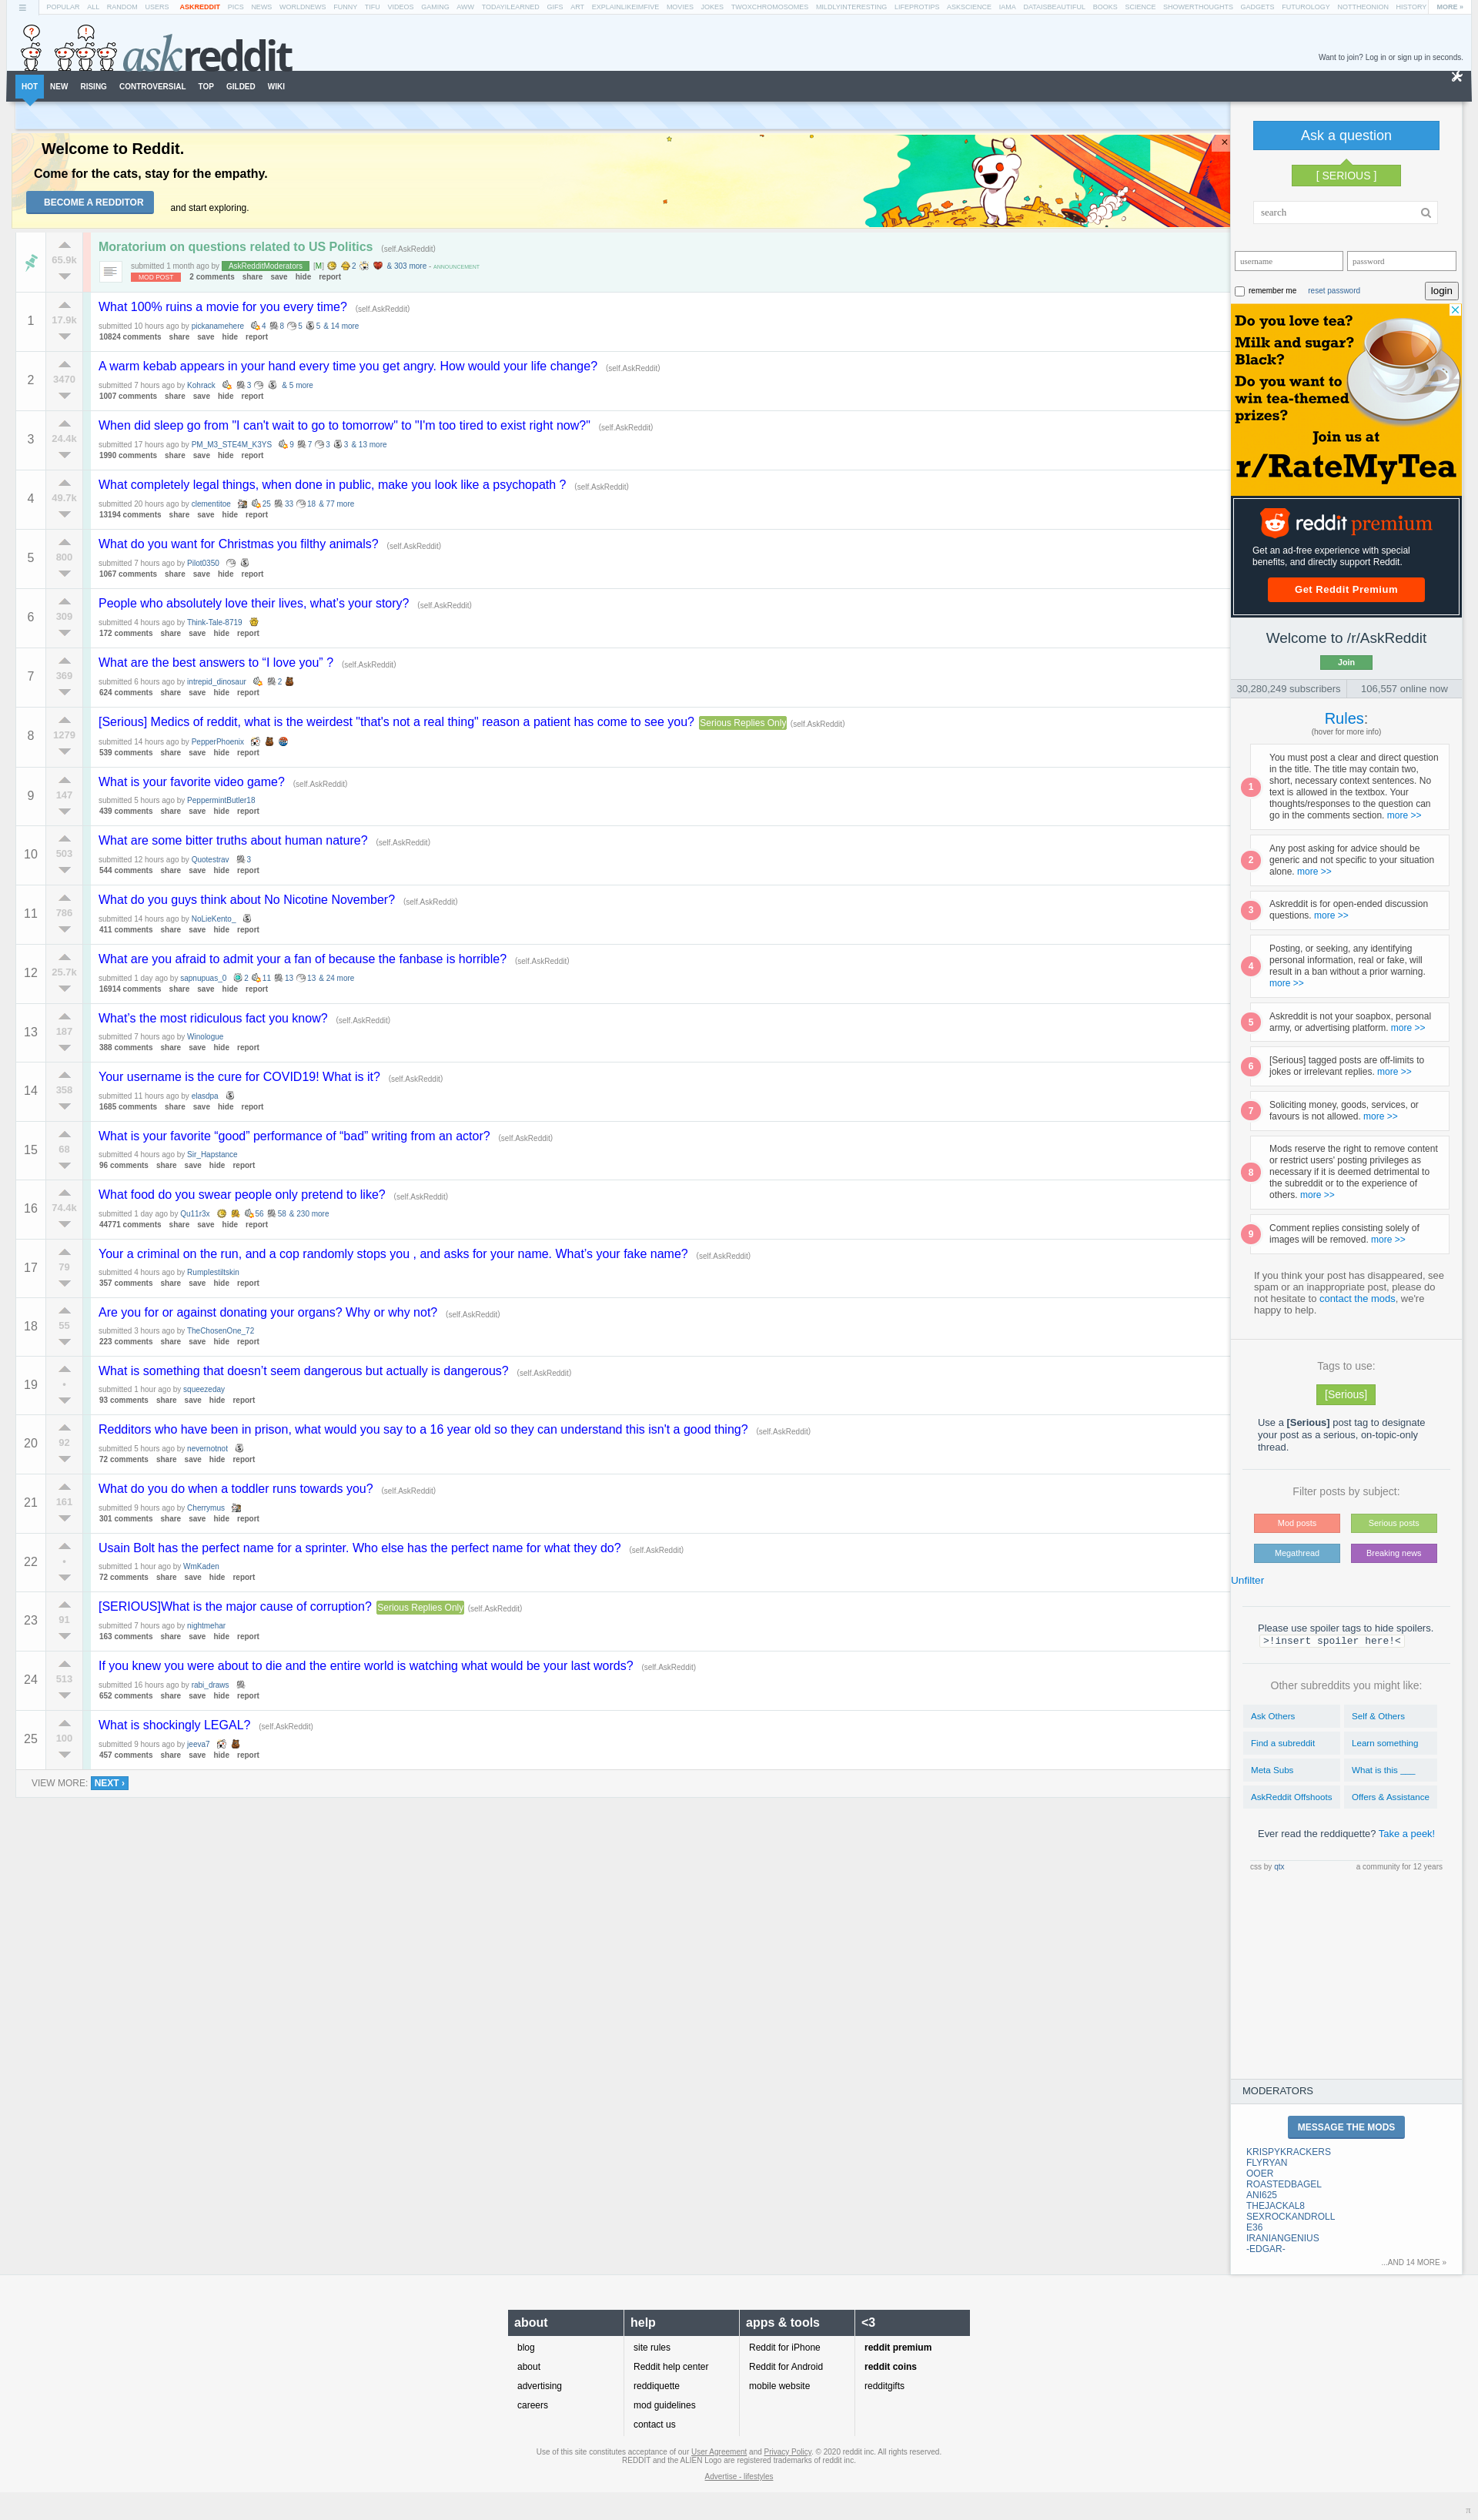 POPULAR ALL RANDOM USERS ASKREDDIT PICS NEWS WORLDNEWS FUNNY TIFU VIDEOS GAMING AWW TODAYILEARNED GIFS ART EXPLAINLIKEIMFIVE MOVIES JOKES TWOXCHROMOSOMES MILDLYINTERESTING LIFEPROTIPS ASKSCIENCE IAMA DATAISBEAUTIFUL BOOKS SCIENCE SHOWERTHOUGHTS GADGETS FUTUROLOGY NOTTHEONION HISTORY MORE »
askreddit
Want to join? Log in or sign up in seconds.
HOT NEW RISING CONTROVERSIAL TOP GILDED WIKI
Welcome to Reddit.
Come for the cats, stay for the empathy.
BECOME A REDDITOR and start exploring.
65.9k
Moratorium on questions related to US Politics (self.AskReddit)
submitted 1 month ago by AskRedditModerators [M] 2 & 303 more - ANNOUNCEMENT
MOD POST 2 comments share save hide report
1 17.9k
What 100% ruins a movie for you every time? (self.AskReddit)
submitted 10 hours ago by pickanamehere 4 8 5 5 & 14 more
10824 comments share save hide report
2 3470
A warm kebab appears in your hand every time you get angry. How would your life change? (self.AskReddit)
submitted 7 hours ago by Kohrack 3 & 5 more
1007 comments share save hide report
3 24.4k
When did sleep go from "I can't wait to go to tomorrow" to "I'm too tired to exist right now?" (self.AskReddit)
submitted 17 hours ago by PM_M3_STE4M_K3YS 9 7 3 3 & 13 more
1990 comments share save hide report
4 49.7k
What completely legal things, when done in public, make you look like a psychopath ? (self.AskReddit)
submitted 20 hours ago by clementitoe 25 33 18 & 77 more
13194 comments share save hide report
5 800
What do you want for Christmas you filthy animals? (self.AskReddit)
submitted 7 hours ago by Pilot0350
1067 comments share save hide report
6 309
People who absolutely love their lives, what's your story? (self.AskReddit)
submitted 4 hours ago by Think-Tale-8719
172 comments share save hide report
7 369
What are the best answers to “I love you” ? (self.AskReddit)
submitted 6 hours ago by intrepid_dinosaur 2
624 comments share save hide report
8 1279
[Serious] Medics of reddit, what is the weirdest "that's not a real thing" reason a patient has come to see you? Serious Replies Only (self.AskReddit)
submitted 14 hours ago by PepperPhoenix
539 comments share save hide report
9 147
What is your favorite video game? (self.AskReddit)
submitted 5 hours ago by PeppermintButler18
439 comments share save hide report
10 503
What are some bitter truths about human nature? (self.AskReddit)
submitted 12 hours ago by Quotestrav 3
544 comments share save hide report
11 786
What do you guys think about No Nicotine November? (self.AskReddit)
submitted 14 hours ago by NoLieKento_
411 comments share save hide report
12 25.7k
What are you afraid to admit your a fan of because the fanbase is horrible? (self.AskReddit)
submitted 1 day ago by sapnupuas_0 2 11 13 13 & 24 more
16914 comments share save hide report
13 187
What's the most ridiculous fact you know? (self.AskReddit)
submitted 7 hours ago by Winologue
388 comments share save hide report
14 358
Your username is the cure for COVID19! What is it? (self.AskReddit)
submitted 11 hours ago by elasdpa
1685 comments share save hide report
15 68
What is your favorite “good” performance of “bad” writing from an actor? (self.AskReddit)
submitted 4 hours ago by Sir_Hapstance
96 comments share save hide report
16 74.4k
What food do you swear people only pretend to like? (self.AskReddit)
submitted 1 day ago by Qu11r3x 56 58 & 230 more
44771 comments share save hide report
17 79
Your a criminal on the run, and a cop randomly stops you , and asks for your name. What's your fake name? (self.AskReddit)
submitted 4 hours ago by Rumplestiltskin
357 comments share save hide report
18 55
Are you for or against donating your organs? Why or why not? (self.AskReddit)
submitted 3 hours ago by TheChosenOne_72
223 comments share save hide report
19 •
What is something that doesn't seem dangerous but actually is dangerous? (self.AskReddit)
submitted 1 hour ago by squeezeday
93 comments share save hide report
20 92
Redditors who have been in prison, what would you say to a 16 year old so they can understand this isn't a good thing? (self.AskReddit)
submitted 5 hours ago by nevernotnot
72 comments share save hide report
21 161
What do you do when a toddler runs towards you? (self.AskReddit)
submitted 9 hours ago by Cherrymus
301 comments share save hide report
22 •
Usain Bolt has the perfect name for a sprinter. Who else has the perfect name for what they do? (self.AskReddit)
submitted 1 hour ago by WmKaden
72 comments share save hide report
23 91
[SERIOUS]What is the major cause of corruption? Serious Replies Only (self.AskReddit)
submitted 7 hours ago by nightmehar
163 comments share save hide report
24 513
If you knew you were about to die and the entire world is watching what would be your last words? (self.AskReddit)
submitted 16 hours ago by rabi_draws
652 comments share save hide report
25 100
What is shockingly LEGAL? (self.AskReddit)
submitted 9 hours ago by jeeva7
457 comments share save hide report
VIEW MORE: NEXT ›
Ask a question
[ SERIOUS ]
search
username password
remember me reset password login
Do you love tea?
Milk and sugar?
Black?
Do you want to
win tea-themed
prizes?
Join us at
r/RateMyTea
reddit premium
Get an ad-free experience with special
benefits, and directly support Reddit.
Get Reddit Premium
Welcome to /r/AskReddit
Join
30,280,249 subscribers 106,557 online now
Rules:
(hover for more info)
1 You must post a clear and direct question
in the title. The title may contain two,
short, necessary context sentences. No
text is allowed in the textbox. Your
thoughts/responses to the question can
go in the comments section. more >>
2 Any post asking for advice should be
generic and not specific to your situation
alone. more >>
3 Askreddit is for open-ended discussion
questions. more >>
4 Posting, or seeking, any identifying
personal information, real or fake, will
result in a ban without a prior warning.
more >>
5 Askreddit is not your soapbox, personal
army, or advertising platform. more >>
6 [Serious] tagged posts are off-limits to
jokes or irrelevant replies. more >>
7 Soliciting money, goods, services, or
favours is not allowed. more >>
8 Mods reserve the right to remove content
or restrict users' posting privileges as
necessary if it is deemed detrimental to
the subreddit or to the experience of
others. more >>
9 Comment replies consisting solely of
images will be removed. more >>
If you think your post has disappeared, see
spam or an inappropriate post, please do
not hesitate to contact the mods, we're
happy to help.
Tags to use:
[Serious]
Use a [Serious] post tag to designate
your post as a serious, on-topic-only
thread.
Filter posts by subject:
Mod posts Serious posts
Megathread Breaking news
Unfilter
Please use spoiler tags to hide spoilers.
>!insert spoiler here!<
Other subreddits you might like:
Ask Others Self & Others
Find a subreddit Learn something
Meta Subs What is this ___
AskReddit Offshoots Offers & Assistance
Ever read the reddiquette? Take a peek!
css by qtx a community for 12 years
MODERATORS
MESSAGE THE MODS
KRISPYKRACKERS
FLYRYAN
OOER
ROASTEDBAGEL
ANI625
THEJACKAL8
SEXROCKANDROLL
E36
IRANIANGENIUS
-EDGAR-
...AND 14 MORE »
about help apps & tools <3
blog site rules Reddit for iPhone reddit premium
about Reddit help center Reddit for Android reddit coins
advertising reddiquette mobile website redditgifts
careers mod guidelines
contact us
Use of this site constitutes acceptance of our User Agreement and Privacy Policy. © 2020 reddit inc. All rights reserved.
REDDIT and the ALIEN Logo are registered trademarks of reddit inc.
Advertise - lifestyles
π